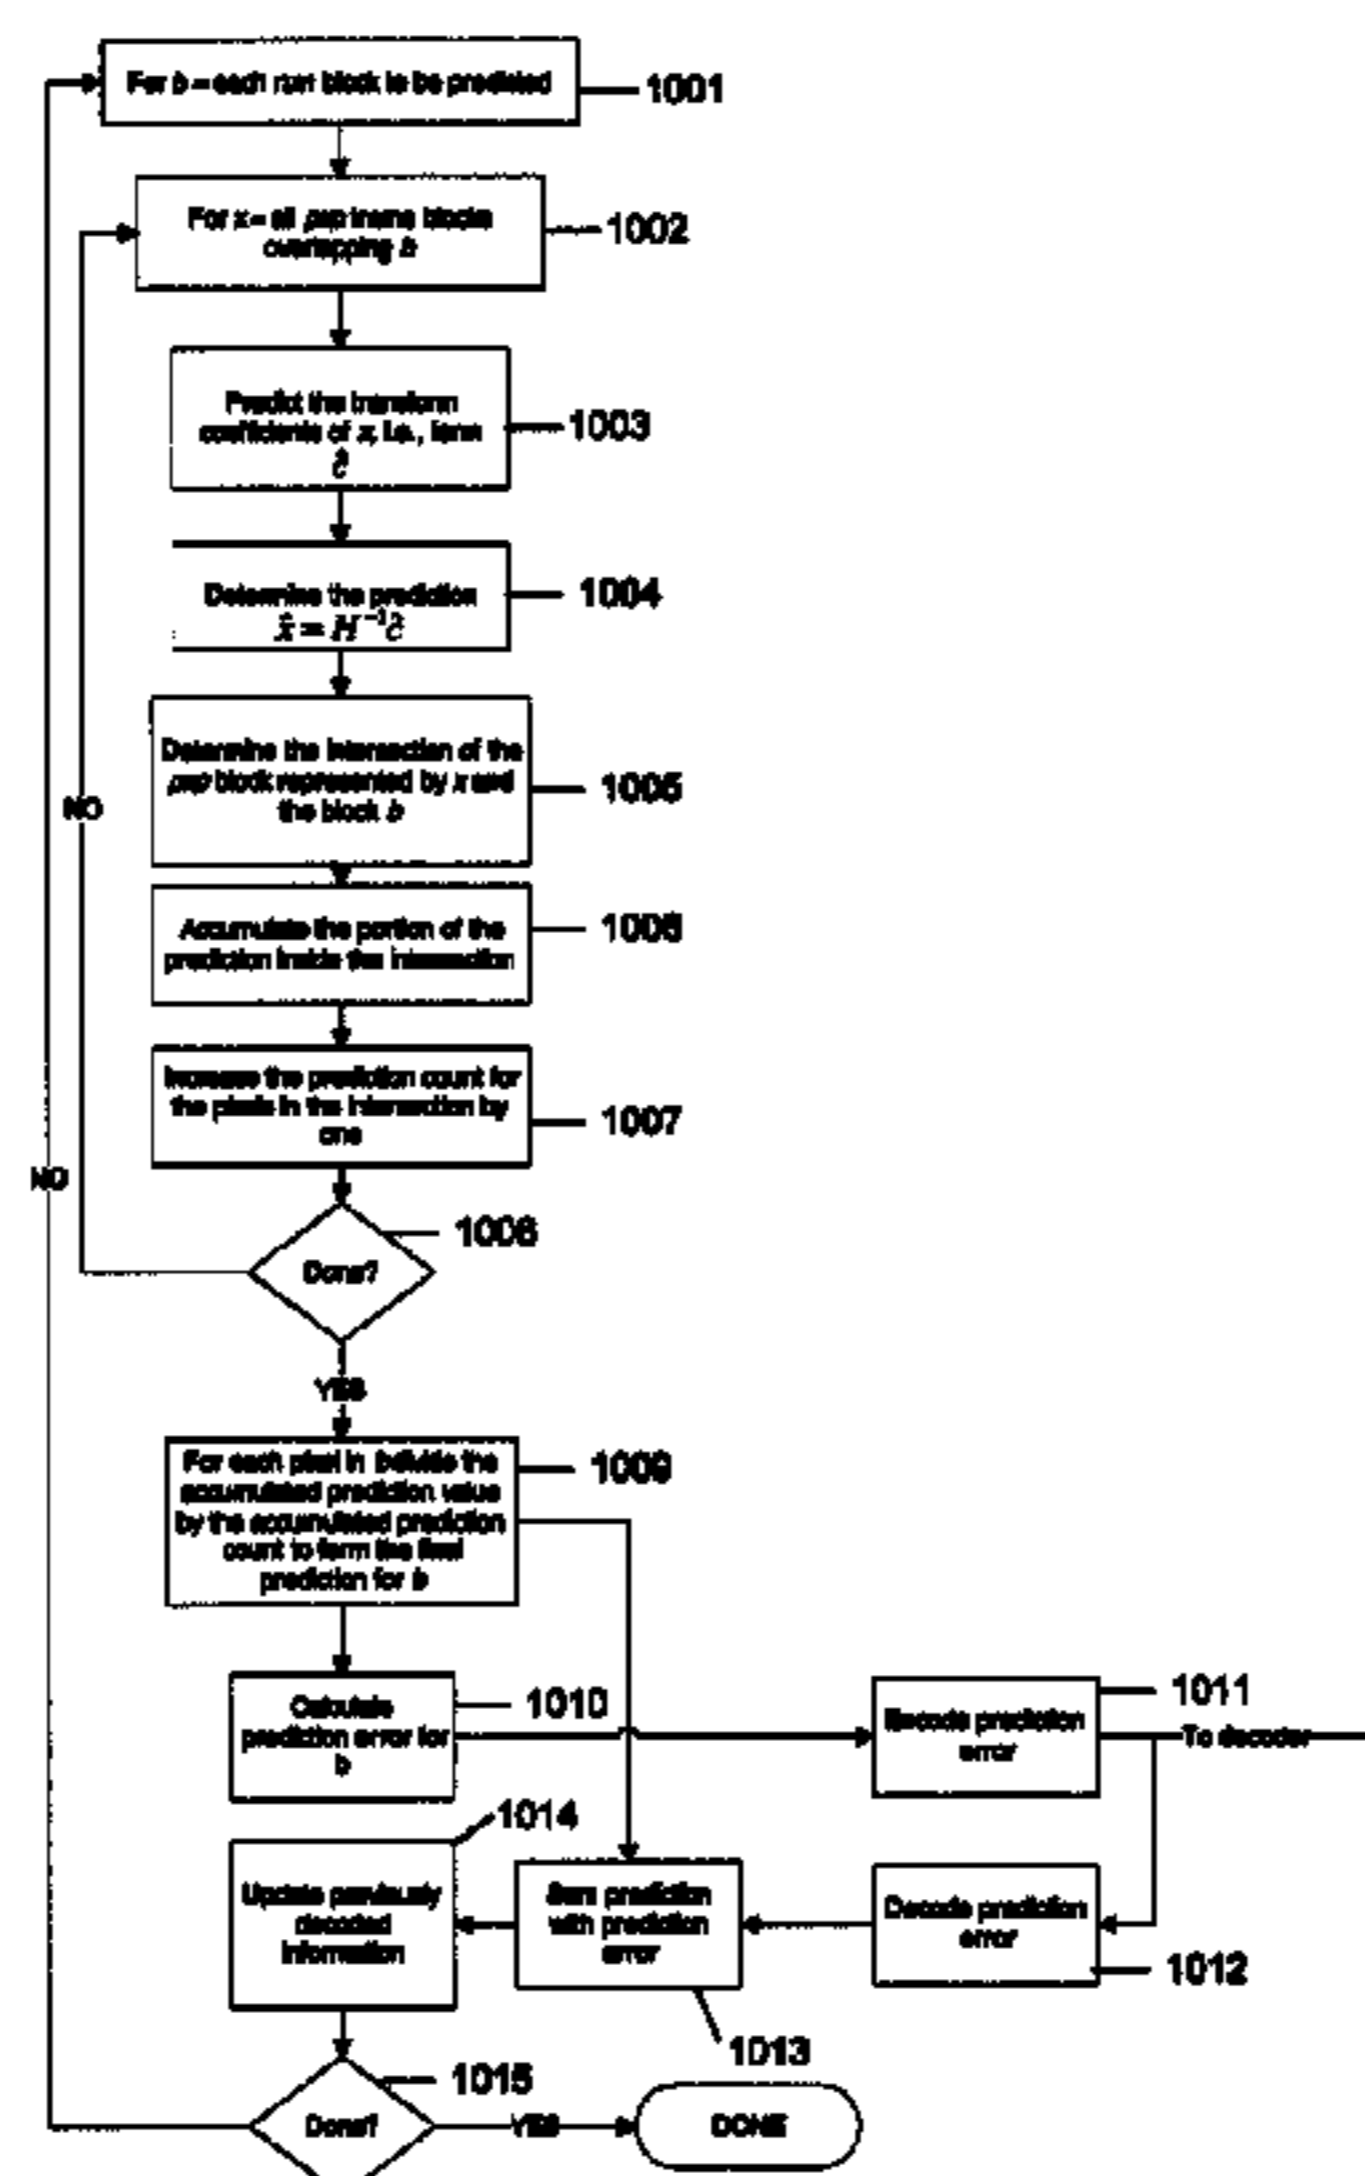 For b = each nxn block to be predicted
1001
For x = all pxp frame blocks
overlapping b
1002
Predict the transform
coefficients of x, i.e., form
ĉ
1003
Determine the prediction
x̂ = H⁻¹ĉ
1004
Determine the intersection of the
pxp block represented by x and
the block b
1005
NO
Accumulate the portion of the
prediction inside the intersection
1006
Increase the prediction count for
the pixels in the intersection by
one
1007
NO
Done?
1008
YES
For each pixel in b divide the
accumulated prediction value
by the accumulated prediction
count to form the final
prediction for b
1009
Calculate
prediction error for
b
1010
Encode prediction
error
1011
To decoder
Update previously
decoded
information
1014
Sum prediction
with prediction
error
1013
Decode prediction
error
1012
Done?
1015
YES
DONE